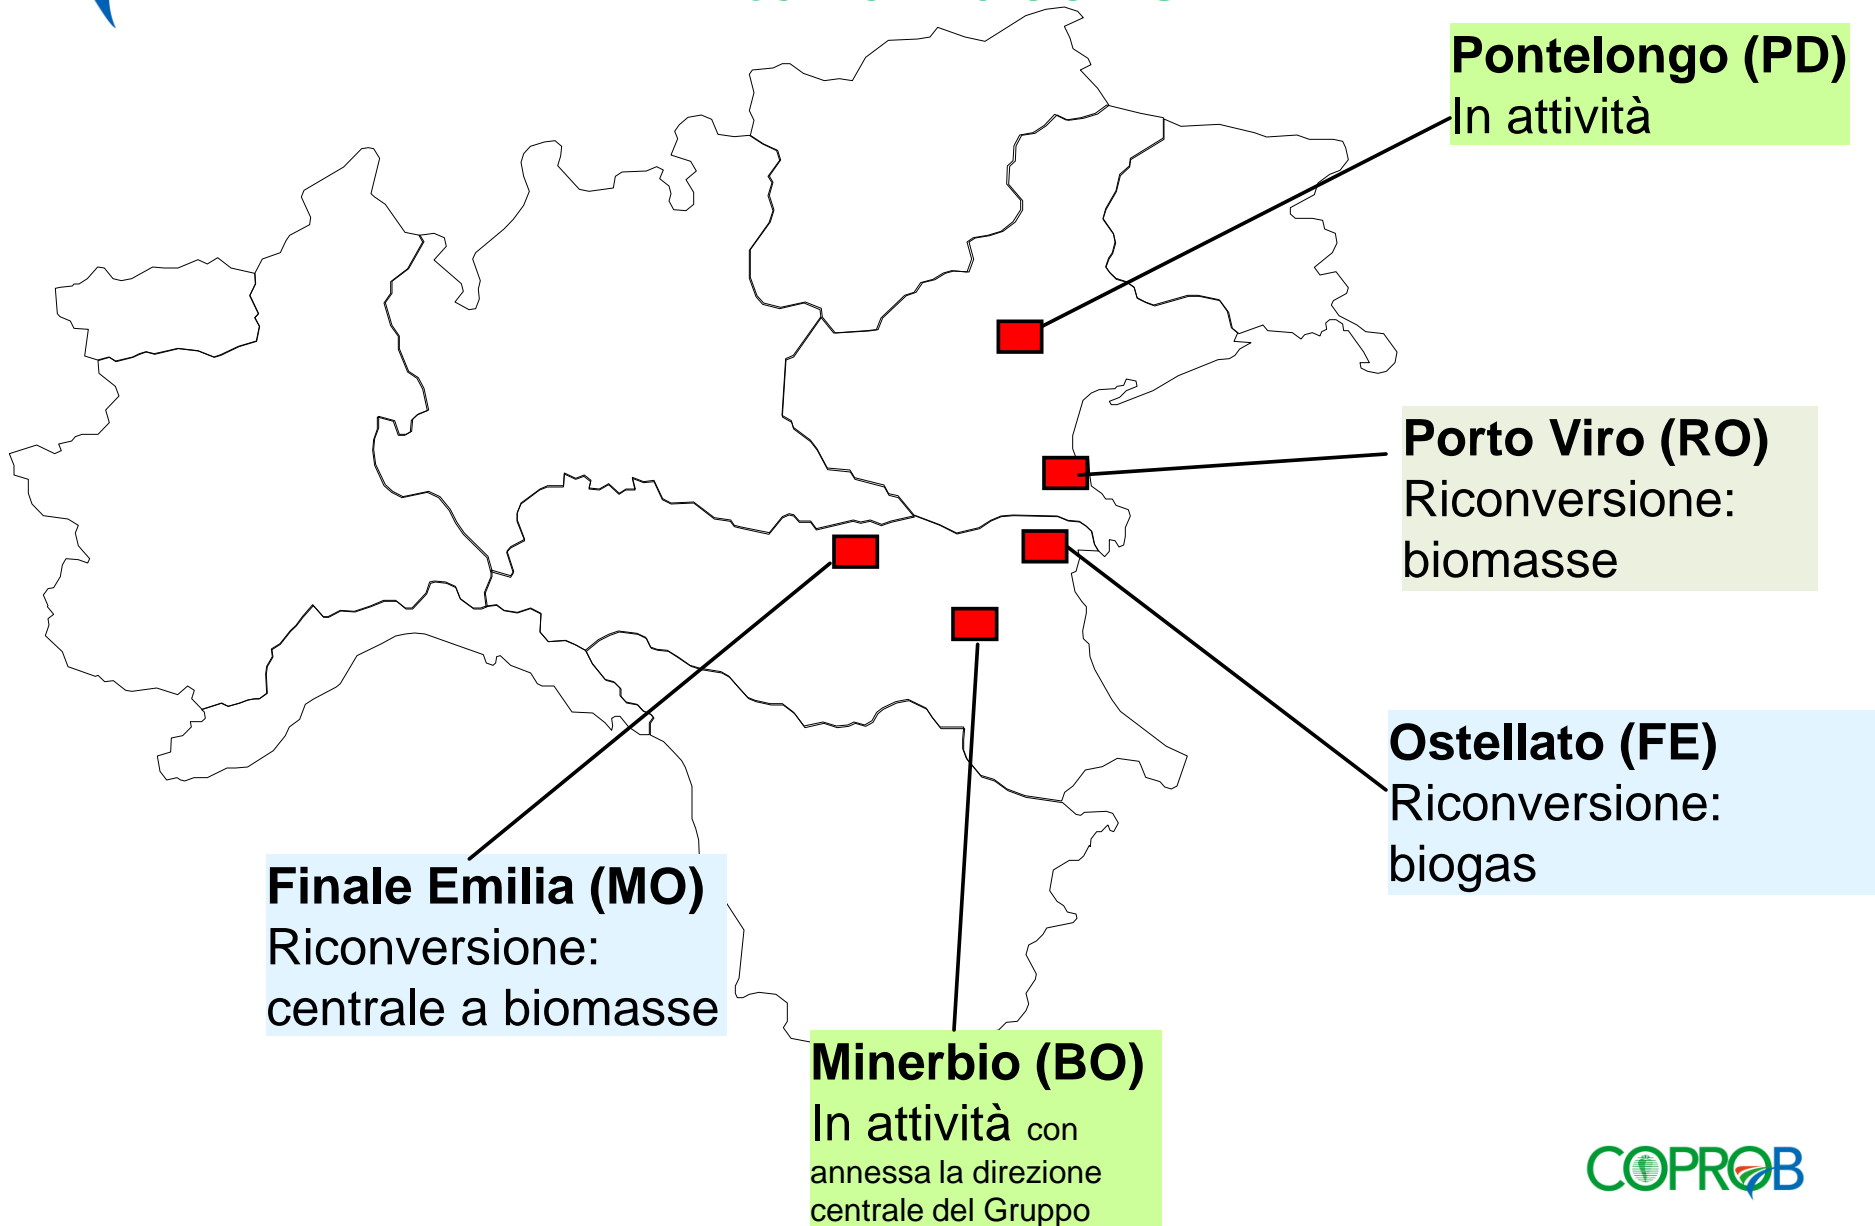 Pontelongo (PD)
In attività
Porto Viro (RO)
Riconversione:
biomasse
Ostellato (FE)
Riconversione:
biogas
Finale Emilia (MO)
Riconversione:
centrale a biomasse
Minerbio (BO)
In attività con
annessa la direzione
centrale del Gruppo
COPROB